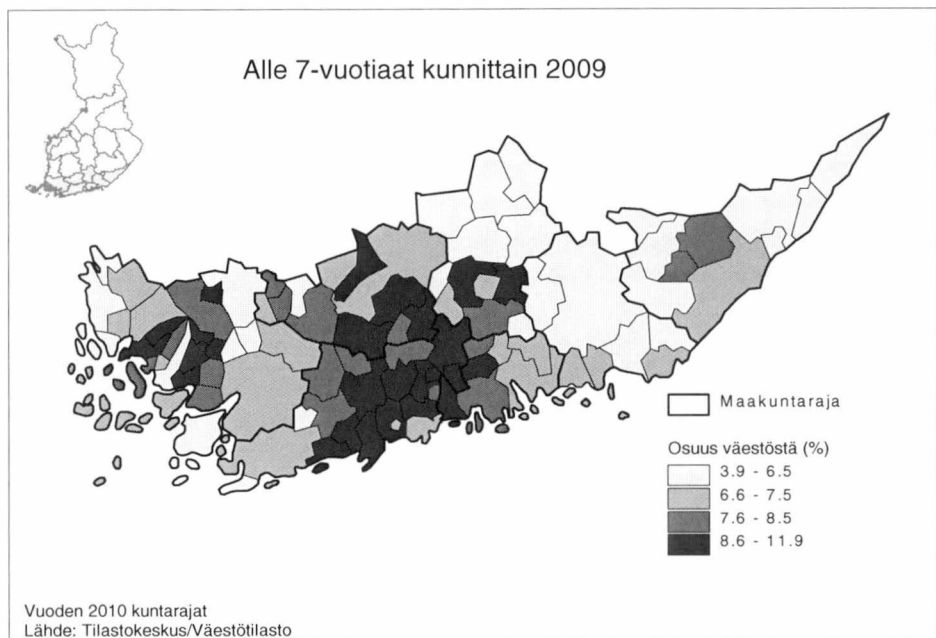 Alle 7-vuotiaat kunnittain 2009
Maakuntaraja
Osuus väestöstä (%)
3.9 - 6.5
6.6 - 7.5
7.6 - 8.5
8.6 - 11.9
Vuoden 2010 kuntarajat
Lähde: Tilastokeskus/Väestötilasto